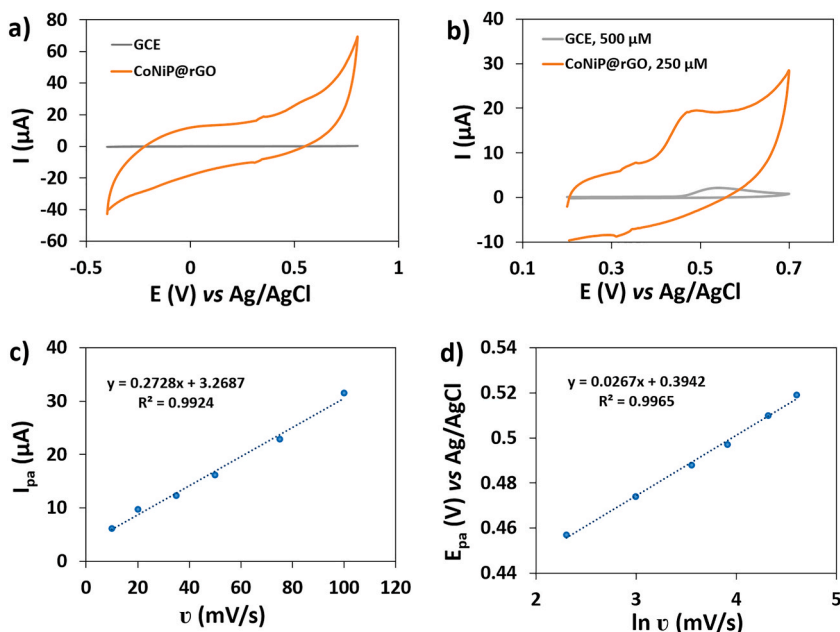 a)
GCE
CoNiP@rGO
I (µA)
80
60
40
20
0
-20
-40
-60
-0.5
0
0.5
1
E (V) vs Ag/AgCl
b)
GCE, 500 µM
CoNiP@rGO, 250 µM
I (µA)
40
30
20
10
0
-10
0.1
0.3
0.5
0.7
E (V) vs Ag/AgCl
c)
y = 0.2728x + 3.2687
R² = 0.9924
Ipa (µA)
40
30
20
10
0
0
20
40
60
80
100
120
υ (mV/s)
d)
y = 0.0267x + 0.3942
R² = 0.9965
Epa (V) vs Ag/AgCl
0.54
0.52
0.5
0.48
0.46
0.44
2
3
4
5
ln υ (mV/s)